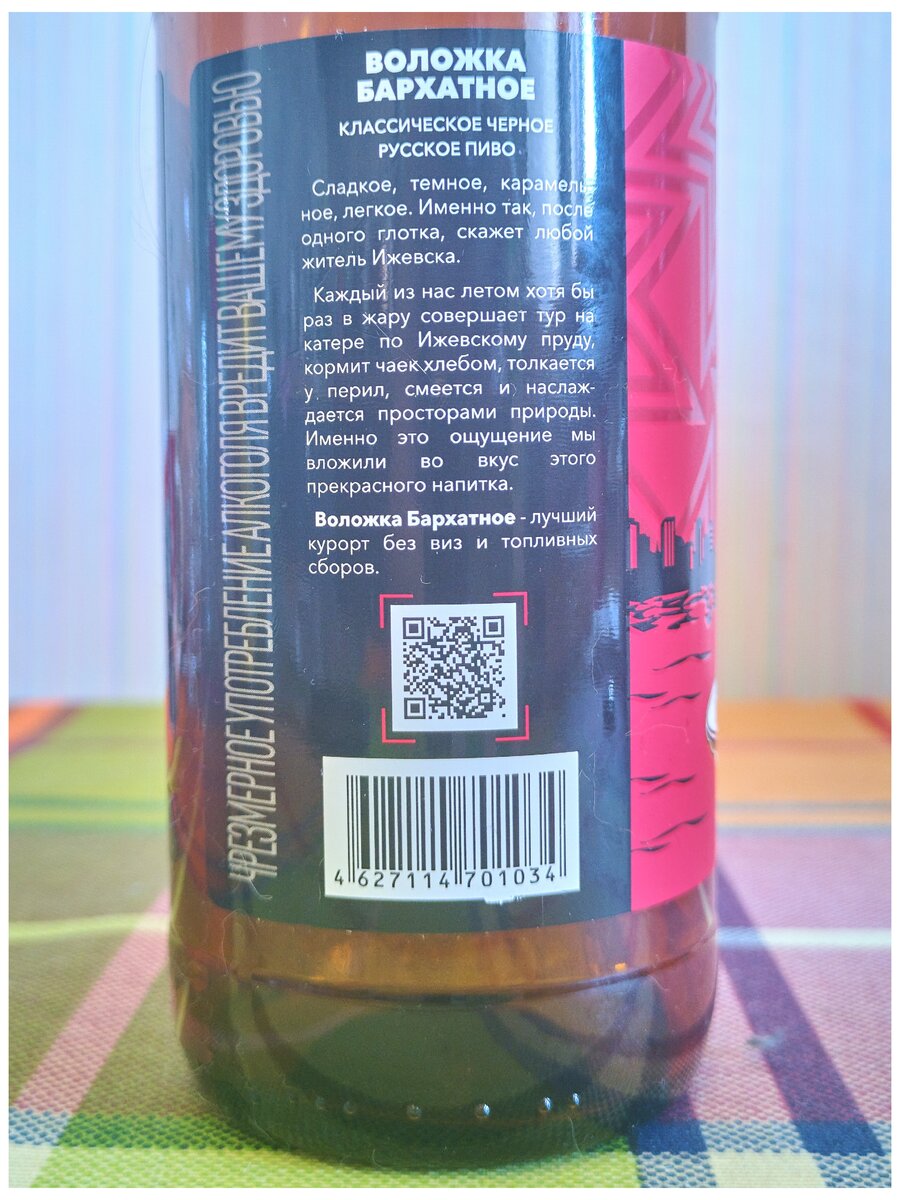 ВОЛОЖКА
БАРХАТНОЕ
КЛАССИЧЕСКОЕ ЧЕРНОЕ
РУССКОЕ ПИВО
Сладкое, темное, карамель-
ное, легкое. Именно так, после
одного глотка, скажет любой
житель Ижевска.
Каждый из нас летом хотя бы
раз в жару совершает тур на
катере по Ижевскому пруду,
кормит чаек хлебом, толкается
у перил, смеется и наслаж-
дается просторами природы.
Именно это ощущение мы
вложили во вкус этого
прекрасного напитка.
Воложка Бархатное - лучший
курорт без виз и топливных
сборов.
4 627114 701034
ЧРЕЗМЕРНОЕ УПОТРЕБЛЕНИЕ АЛКОГОЛЯ ВРЕДИТ ВАШЕМУ ЗДОРОВЬЮ